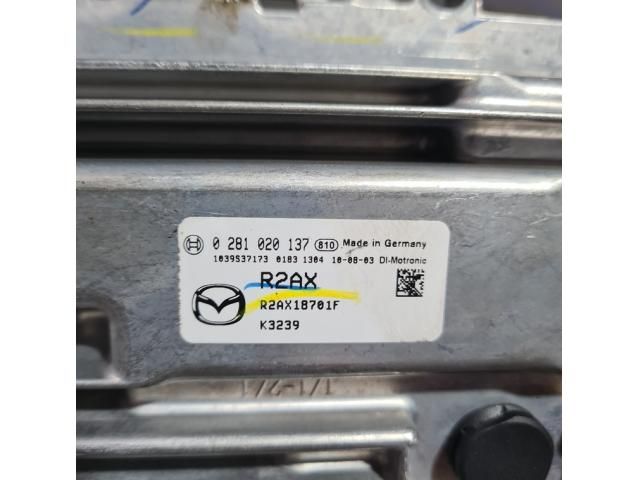 BOSCH 0 281 020 137 810 Made in Germany
1039S37173 0183 1304 10-08-03 DI-Motronic
R2AX
R2AX18701F
K3239